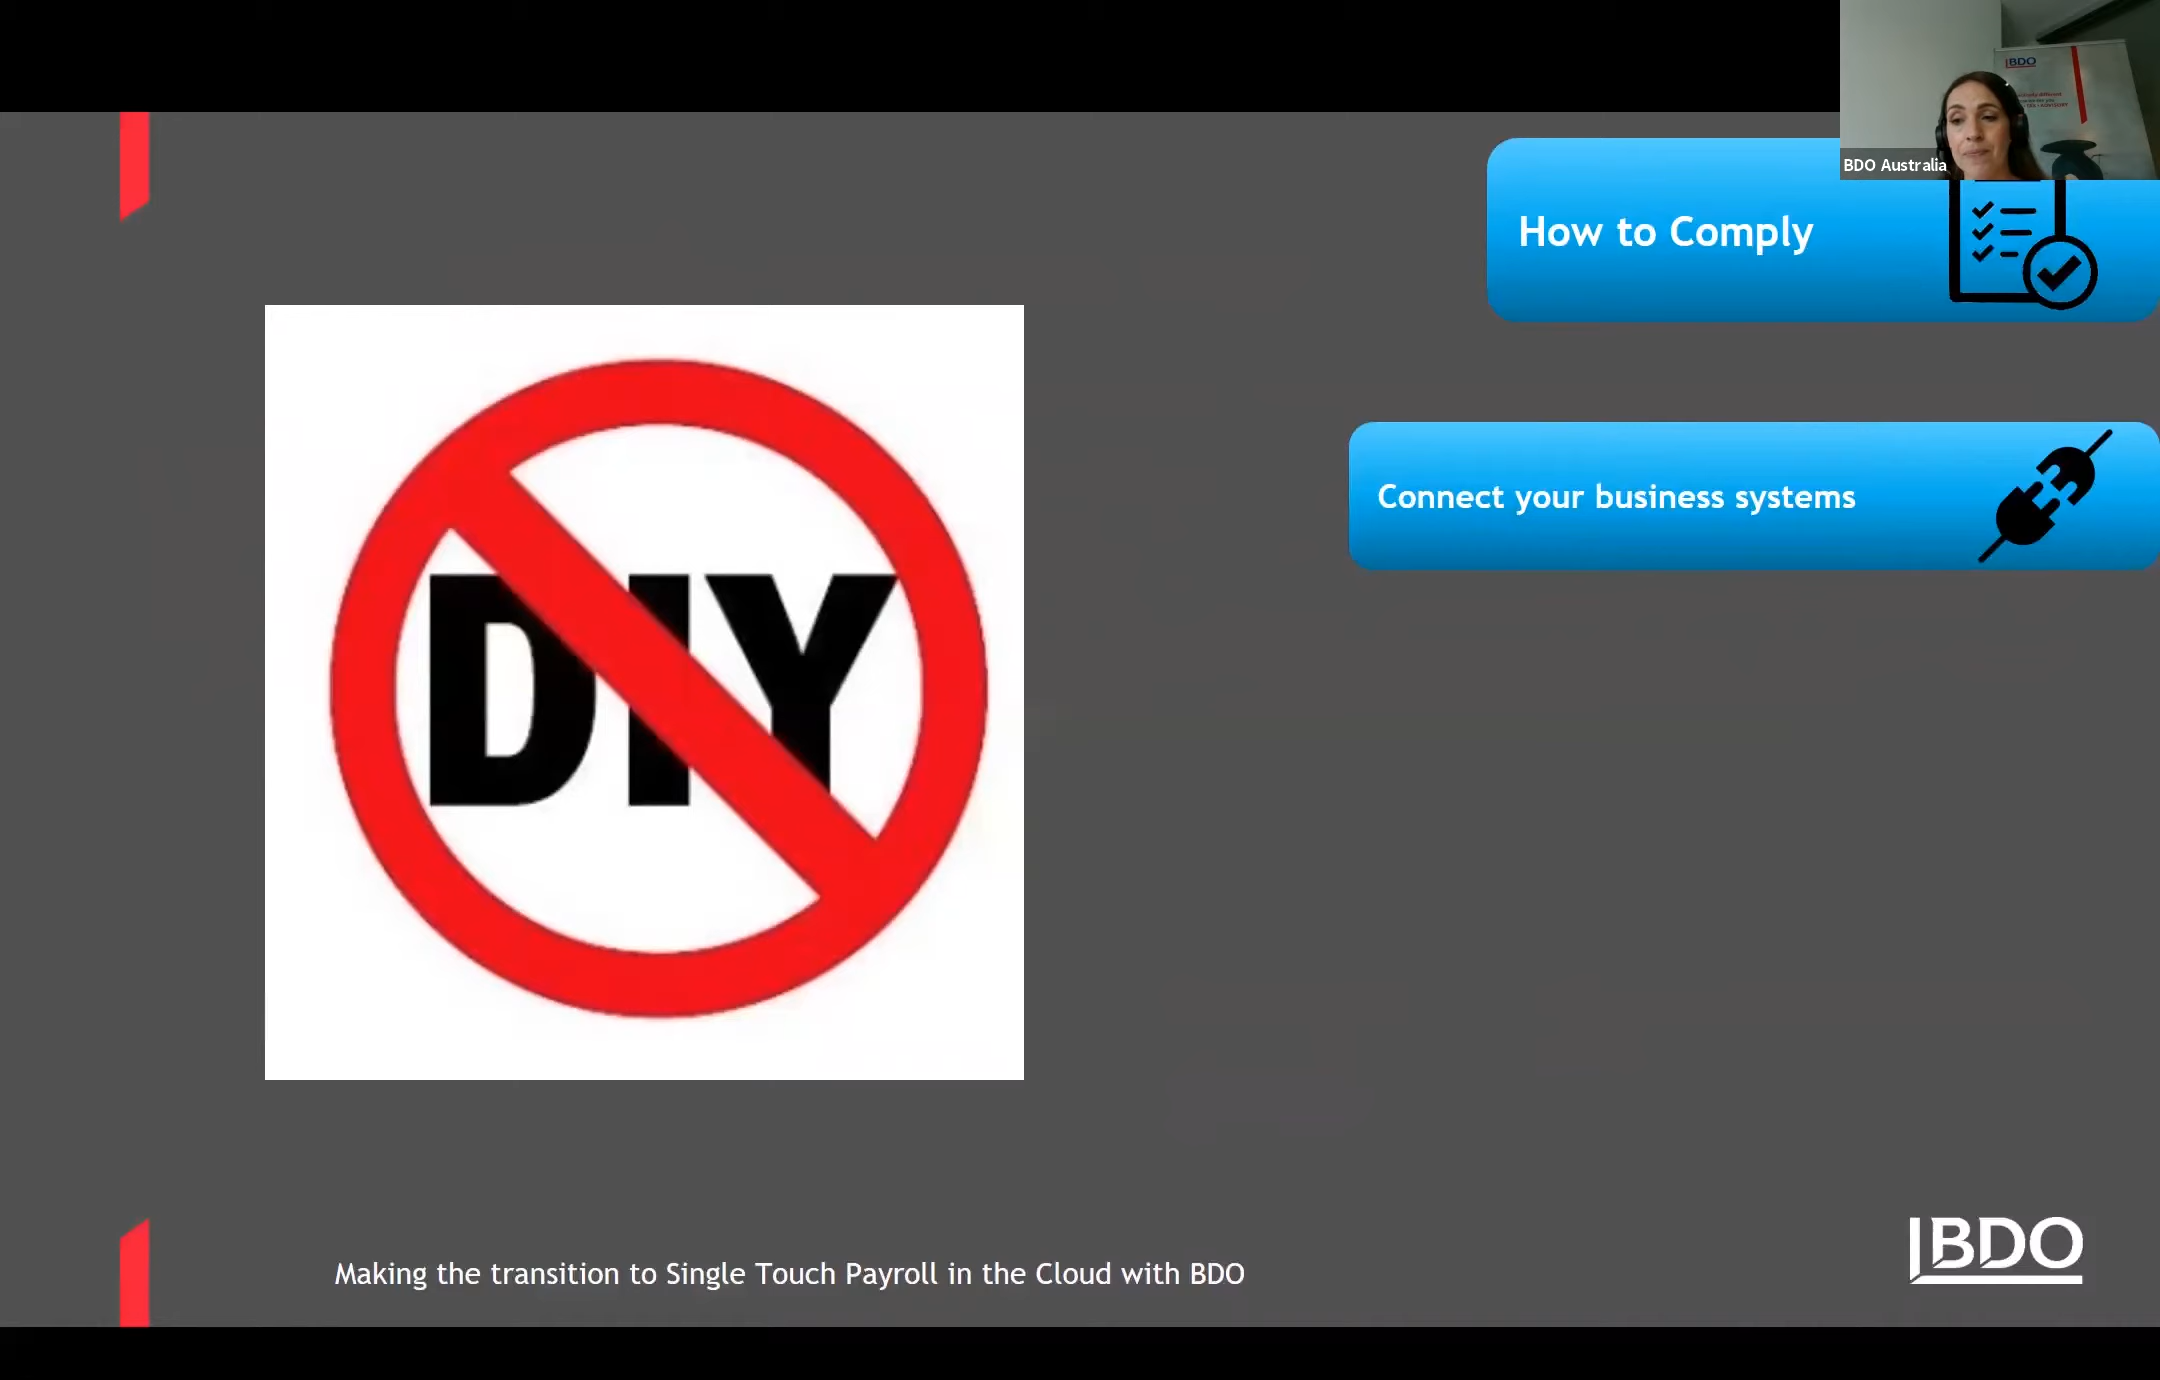 BDO
BDO Australia
How to Comply
DIY
Connect your business systems
Making the transition to Single Touch Payroll in the Cloud with BDO
BDO